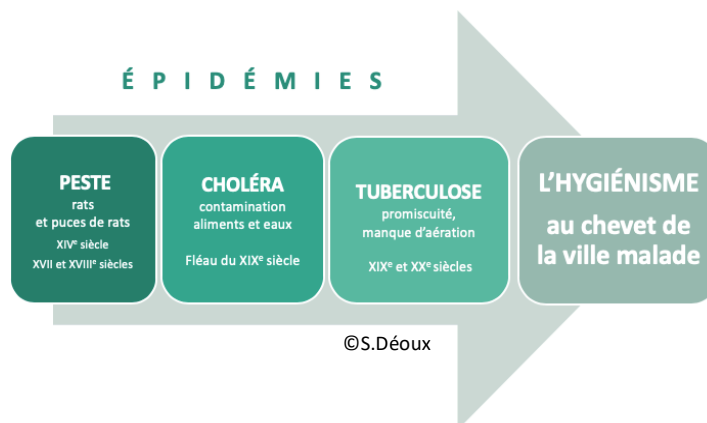 ÉPIDÉMIES
PESTE
rats
et puces de rats
XIVe siècle
XVII et XVIIIe siècles
CHOLÉRA
contamination
aliments et eaux
Fléau du XIXe siècle
TUBERCULOSE
promiscuité,
manque d'aération
XIXe et XXe siècles
L'HYGIÉNISME
au chevet de
la ville malade
©S.Déoux